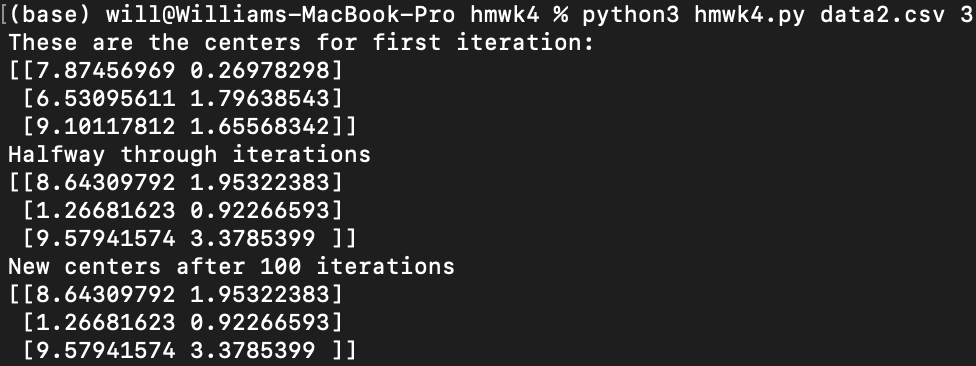 (base) will@Williams-MacBook-Pro hmwk4 % python3 hmwk4.py data2.csv 3
These are the centers for first iteration:
[[7.87456969 0.26978298]
 [6.53095611 1.79638543]
 [9.10117812 1.65568342]]
Halfway through iterations
[[8.64309792 1.95322383]
 [1.26681623 0.92266593]
 [9.57941574 3.3785399 ]]
New centers after 100 iterations
[[8.64309792 1.95322383]
 [1.26681623 0.92266593]
 [9.57941574 3.3785399 ]]